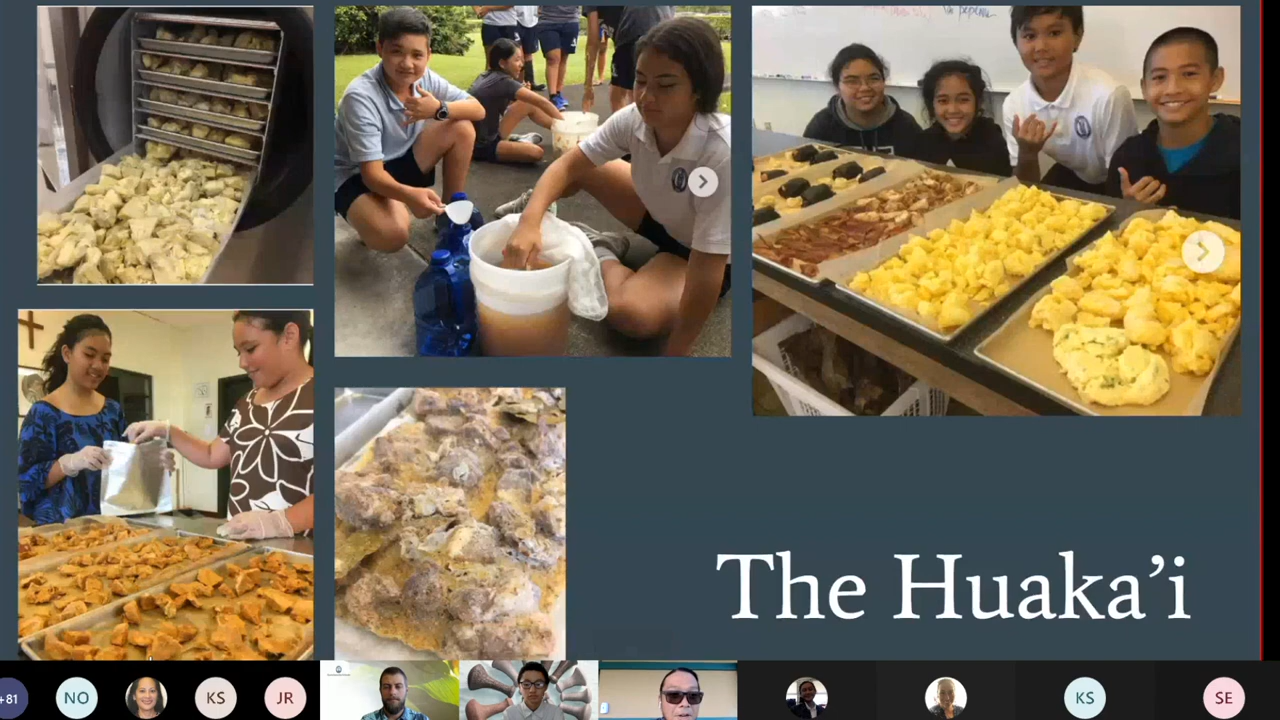 The Huaka’i
+81
NO
KS
JR
KS
SE